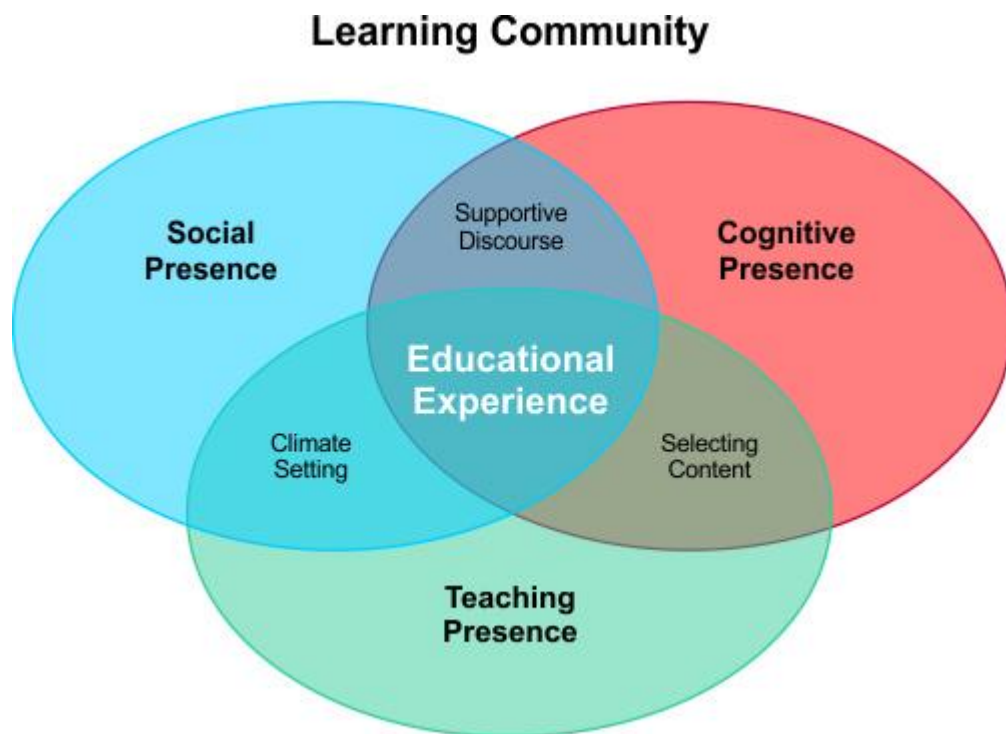 Learning Community
Supportive
Discourse
Social
Presence
Cognitive
Presence
Educational
Experience
Climate
Setting
Selecting
Content
Teaching
Presence